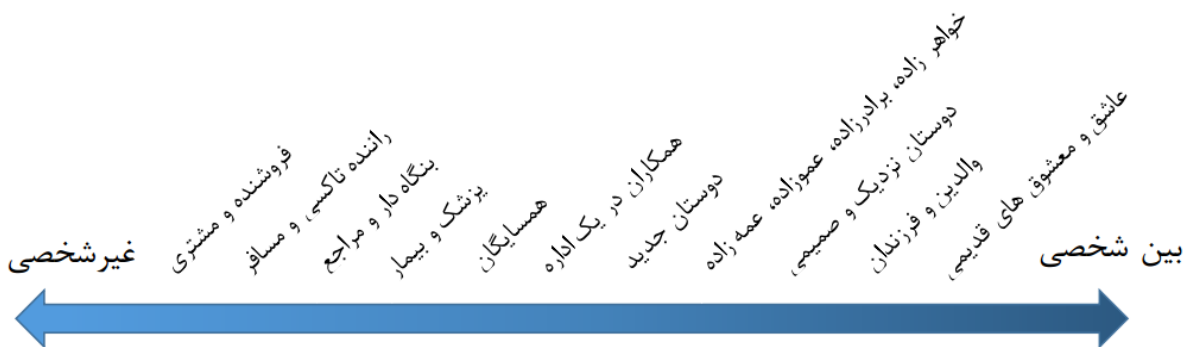 غیرشخصی
فروشنده و مشتری
راننده تاکسی و مسافر
بنگاه دار و مراجع
پزشک و بیمار
همسایگان
همکاران در یک اداره
دوستان جدید
خواهر زاده، برادرزاده، عموزاده، عمه زاده
دوستان نزدیک و صمیمی
والدین و فرزندان
عاشق و معشوق های قدیمی
بین شخصی